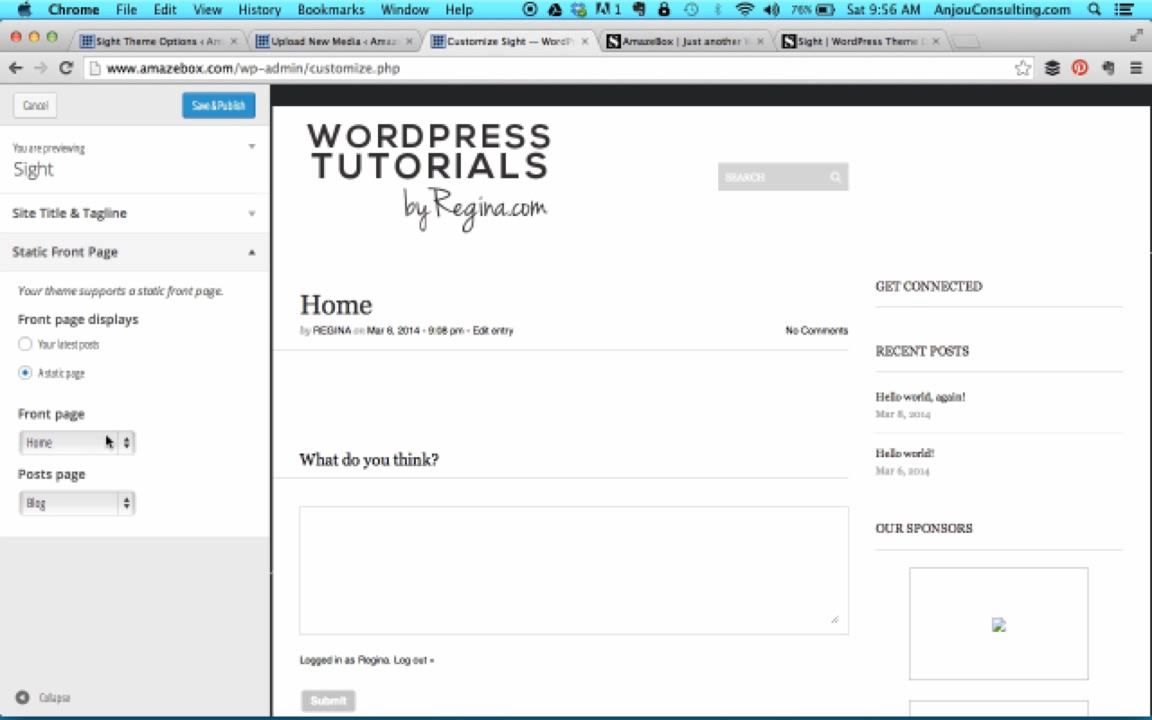 Chrome File Edit View History Bookmarks Window Help 1 76% Sat 9:56 AM AnjouConsulting.com
Sight Theme Options ‹ Am Upload New Media ‹ Amaz Customize Sight — WordP AmazeBox | Just another Sight | WordPress Theme
www.amazebox.com/wp-admin/customize.php
Cancel Save & Publish
You are previewing
Sight
Site Title & Tagline
Static Front Page
Your theme supports a static front page.
Front page displays
Your latest posts
A static page
Front page
Home
Posts page
Blog
Collapse
WORDPRESS
TUTORIALS
by Regina.com
SEARCH
Home
by REGINA on Mar 6, 2014 • 9:08 pm • Edit entry No Comments
What do you think?
Logged in as Regina. Log out »
Submit
GET CONNECTED
RECENT POSTS
Hello world, again!
Mar 8, 2014
Hello world!
Mar 6, 2014
OUR SPONSORS